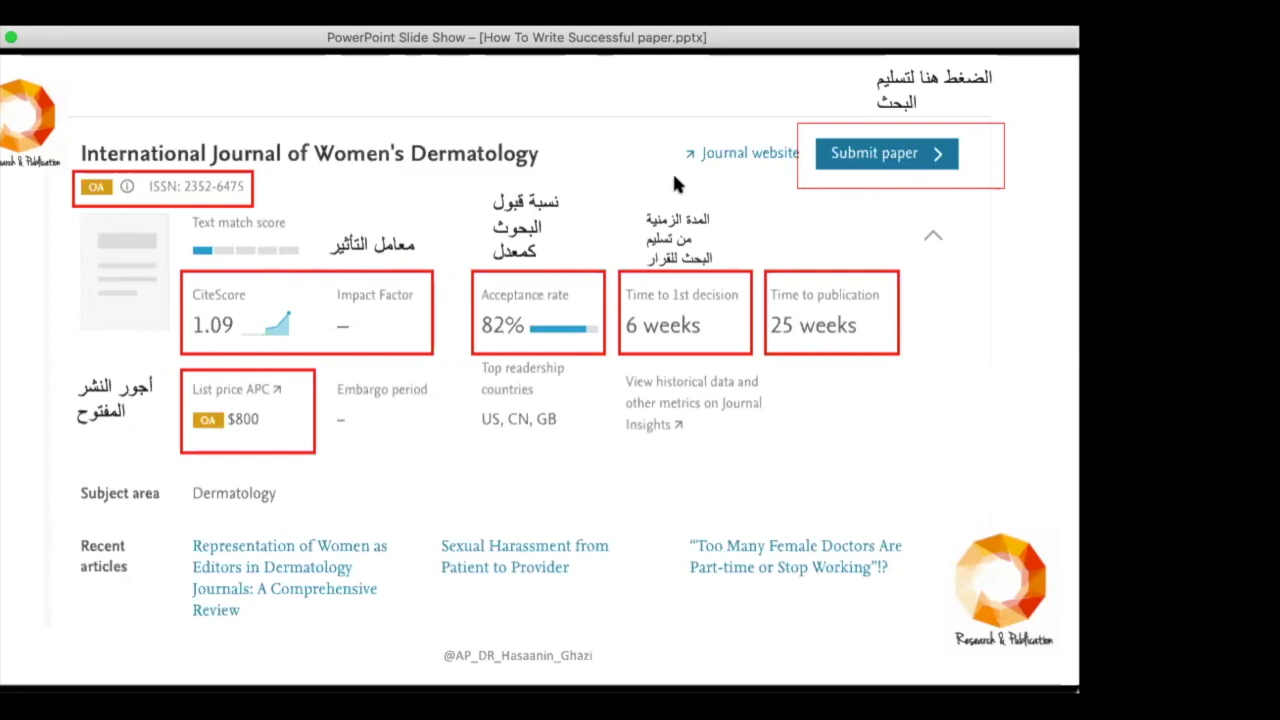 PowerPoint Slide Show – [How To Write Successful paper.pptx]
الضغط هنا لتسليم
البحث
International Journal of Women's Dermatology
Journal website
Submit paper
OA ISSN: 2352-6475
Text match score
معامل التأثير
نسبة قبول
البحوث
كمعدل
المدة الزمنية
من تسليم
البحث للقرار
CiteScore
1.09
Impact Factor
–
Acceptance rate
82%
Time to 1st decision
6 weeks
Time to publication
25 weeks
أجور النشر
المفتوح
List price APC
OA $800
Embargo period
–
Top readership
countries
US, CN, GB
View historical data and
other metrics on Journal
Insights
Subject area
Dermatology
Recent
articles
Representation of Women as
Editors in Dermatology
Journals: A Comprehensive
Review
Sexual Harassment from
Patient to Provider
“Too Many Female Doctors Are
Part-time or Stop Working”!?
Research & Publication
@AP_DR_Hasaanin_Ghazi